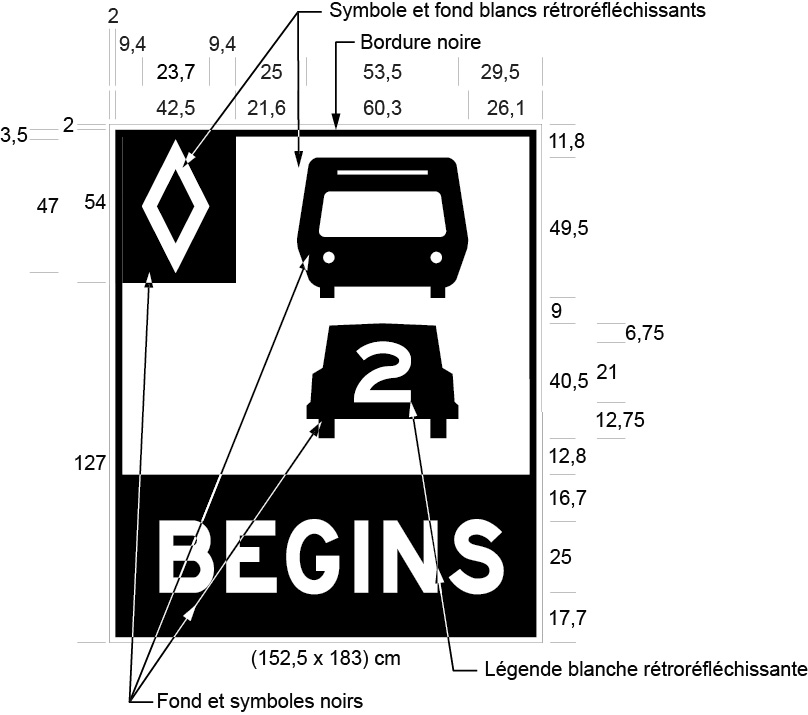 Symbole et fond blancs rétroréfléchissants
2
Bordure noire
9,4 9,4
23,7 25 53,5 29,5
42,5 21,6 60,3 26,1
3,5 2
11,8
47 54
49,5
9
6,75
2
40,5 21
12,75
127
12,8
16,7
BEGINS
25
17,7
(152,5 x 183) cm
Légende blanche rétroréfléchissante
Fond et symboles noirs